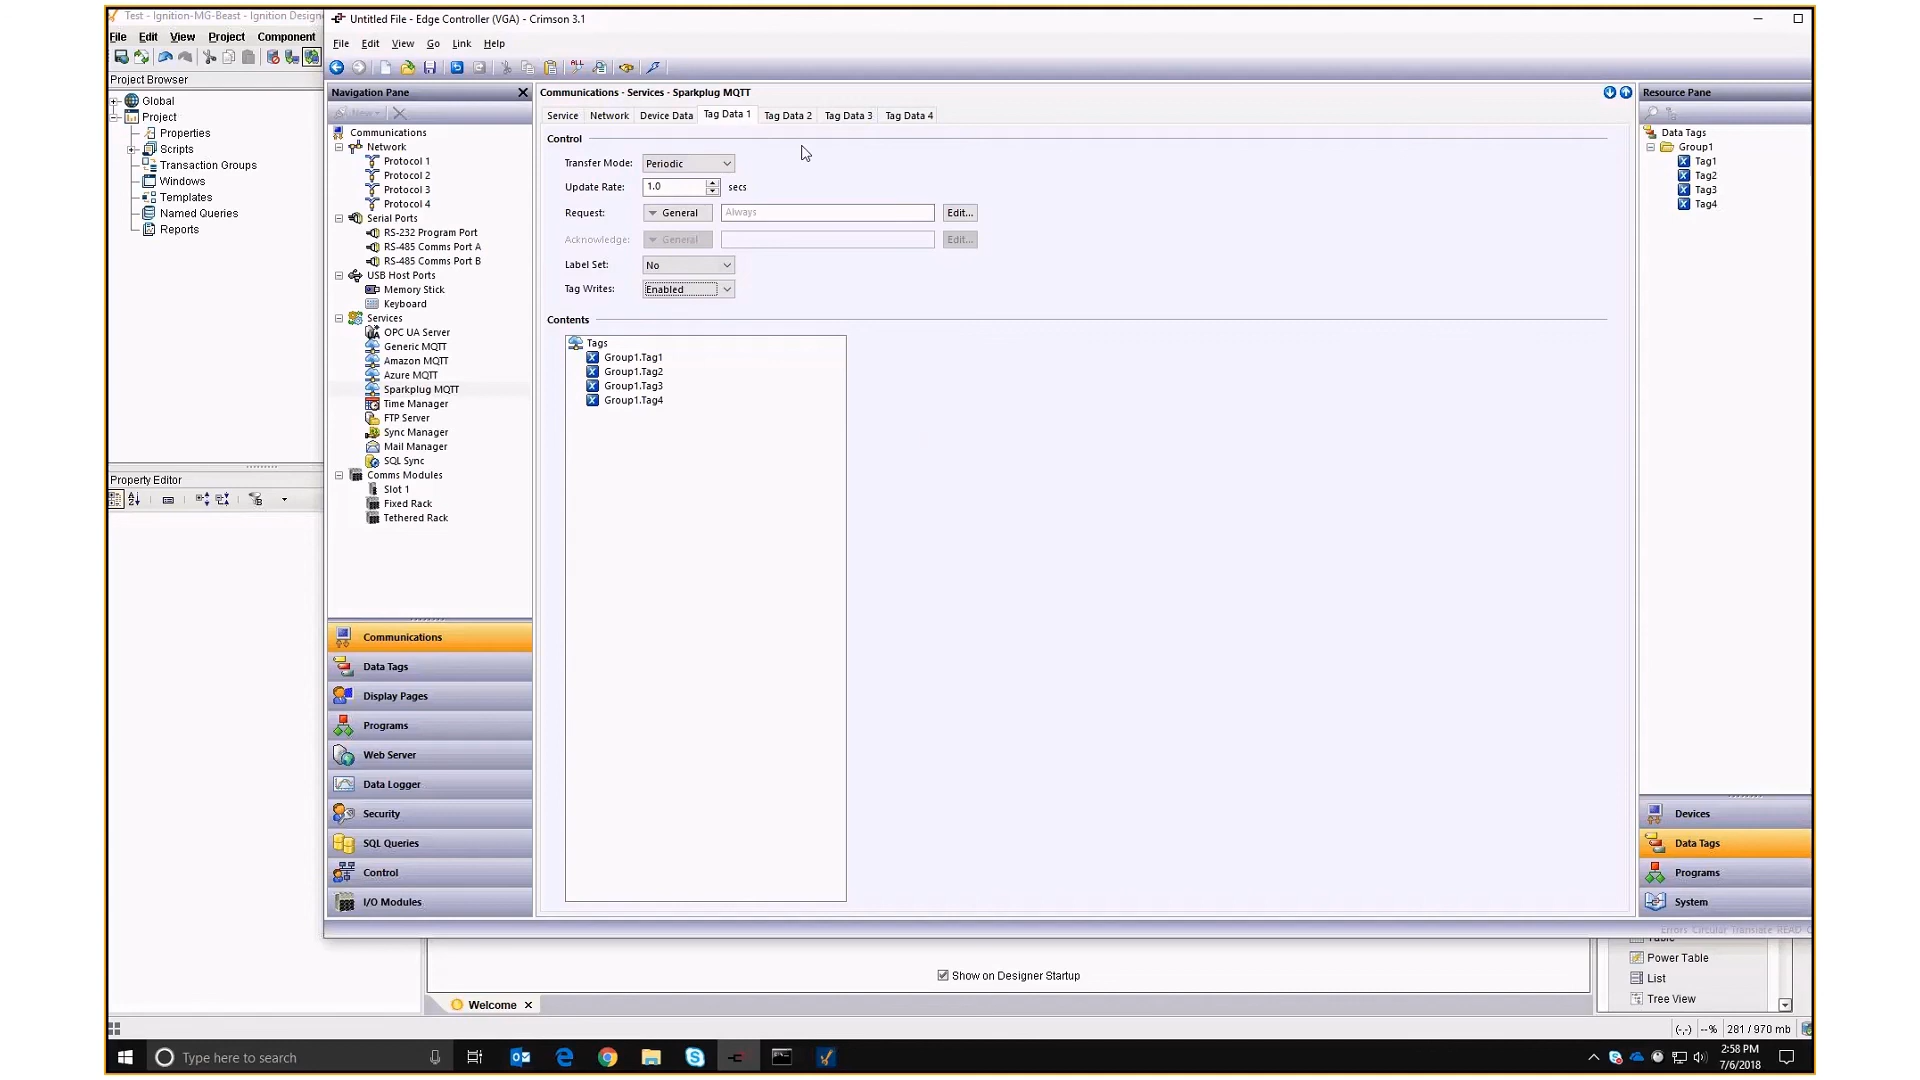 Test - Ignition-MG-Beast - Ignition Designe
File Edit View Project Component
Project Browser
Global
Project
Properties
Scripts
Transaction Groups
Windows
Templates
Named Queries
Reports
Property Editor
Untitled File - Edge Controller (VGA) - Crimson 3.1
File Edit View Go Link Help
ALL
Navigation Pane
New
Communications
Network
Protocol 1
Protocol 2
Protocol 3
Protocol 4
Serial Ports
RS-232 Program Port
RS-485 Comms Port A
RS-485 Comms Port B
USB Host Ports
Memory Stick
Keyboard
Services
OPC UA Server
Generic MQTT
Amazon MQTT
Azure MQTT
Sparkplug MQTT
Time Manager
FTP Server
Sync Manager
Mail Manager
SQL Sync
Comms Modules
Slot 1
Fixed Rack
Tethered Rack
Communications
Data Tags
Display Pages
Programs
Web Server
Data Logger
Security
SQL Queries
Control
I/O Modules
Communications - Services - Sparkplug MQTT
Service Network Device Data Tag Data 1 Tag Data 2 Tag Data 3 Tag Data 4
Control
Transfer Mode: Periodic
Update Rate: 1.0 secs
Request: General Always Edit...
Acknowledge: General Edit...
Label Set: No
Tag Writes: Enabled
Contents
Tags
Group1.Tag1
Group1.Tag2
Group1.Tag3
Group1.Tag4
Resource Pane
Data Tags
Group1
Tag1
Tag2
Tag3
Tag4
Devices
Data Tags
Programs
System
Errors Circular Translate READ
Table
Power Table
List
Tree View
Show on Designer Startup
Welcome
(-,-) --% 281 / 970 mb
Type here to search
2:58 PM
7/6/2018